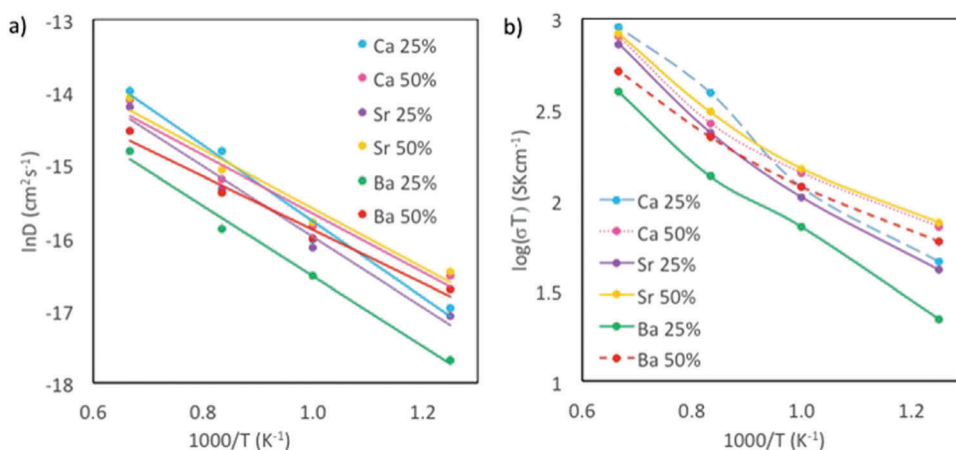 a)
-13
-14
-15
-16
-17
-18
lnD (cm²s⁻¹)
Ca 25%
Ca 50%
Sr 25%
Sr 50%
Ba 25%
Ba 50%
0.6
0.8
1.0
1.2
1000/T (K⁻¹)
b)
3
2.5
2
1.5
1
log(σT) (SKcm⁻¹)
Ca 25%
Ca 50%
Sr 25%
Sr 50%
Ba 25%
Ba 50%
0.6
0.8
1.0
1.2
1000/T (K⁻¹)